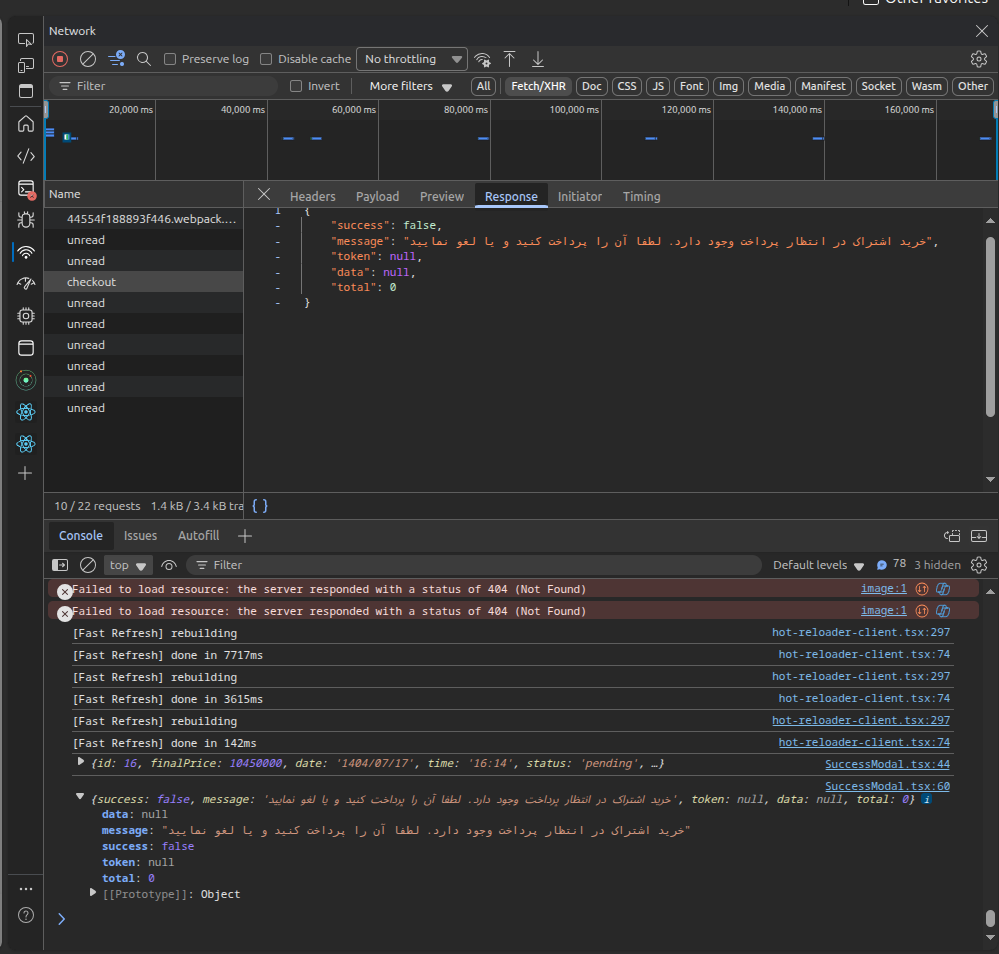 Other Favorites
Network
Preserve log Disable cache No throttling
Filter Invert More filters All Fetch/XHR Doc CSS JS Font Img Media Manifest Socket Wasm Other
20,000 ms 40,000 ms 60,000 ms 80,000 ms 100,000 ms 120,000 ms 140,000 ms 160,000 ms
Name
44554f188893f446.webpack....
unread
unread
checkout
unread
unread
unread
unread
unread
unread
10 / 22 requests 1.4 kB / 3.4 kB tra
Headers Payload Preview Response Initiator Timing
1 {
- "success": false,
- "message": "خرید اشتراک در انتظار پرداخت وجود دارد. لطفا آن را پرداخت کنید و یا لغو نمایید",
- "token": null,
- "data": null,
- "total": 0
- }
{ }
Console Issues Autofill
top Filter Default levels 78 3 hidden
Failed to load resource: the server responded with a status of 404 (Not Found) image:1
Failed to load resource: the server responded with a status of 404 (Not Found) image:1
[Fast Refresh] rebuilding hot-reloader-client.tsx:297
[Fast Refresh] done in 7717ms hot-reloader-client.tsx:74
[Fast Refresh] rebuilding hot-reloader-client.tsx:297
[Fast Refresh] done in 3615ms hot-reloader-client.tsx:74
[Fast Refresh] rebuilding hot-reloader-client.tsx:297
[Fast Refresh] done in 142ms hot-reloader-client.tsx:74
{id: 16, finalPrice: 10450000, date: '1404/07/17', time: '16:14', status: 'pending', …} SuccessModal.tsx:44
SuccessModal.tsx:60
{success: false, message: 'خرید اشتراک در انتظار پرداخت وجود دارد. لطفا آن را پرداخت کنید و یا لغو نمایید', token: null, data: null, total: 0} i
data: null
message: "خرید اشتراک در انتظار پرداخت وجود دارد. لطفا آن را پرداخت کنید و یا لغو نمایید"
success: false
token: null
total: 0
[[Prototype]]: Object